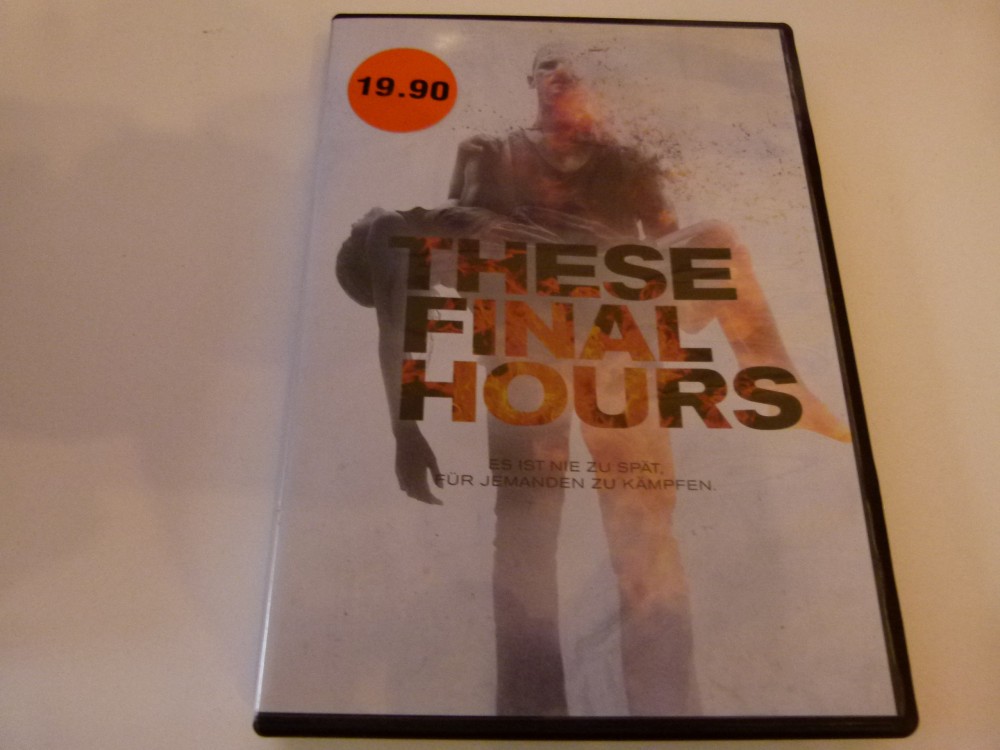 19.90
THESE
FINAL
HOURS
ES IST NIE ZU SPÄT,
FÜR JEMANDEN ZU KÄMPFEN.